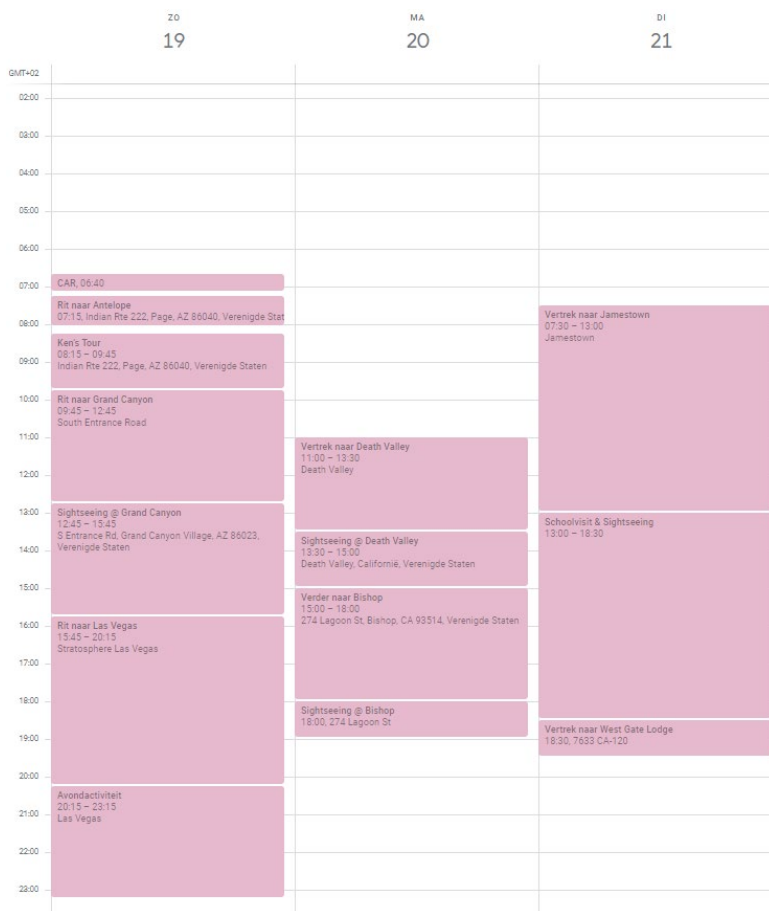 ZO
19
MA
20
DI
21
GMT+02
02:00
03:00
04:00
05:00
06:00
07:00
08:00
09:00
10:00
11:00
12:00
13:00
14:00
15:00
16:00
17:00
18:00
19:00
20:00
21:00
22:00
23:00
CAR, 06:40
Rit naar Antelope
07:15, Indian Rte 222, Page, AZ 86040, Verenigde Stat
Ken's Tour
08:15 – 09:45
Indian Rte 222, Page, AZ 86040, Verenigde Staten
Rit naar Grand Canyon
09:45 – 12:45
South Entrance Road
Sightseeing @ Grand Canyon
12:45 – 15:45
S Entrance Rd, Grand Canyon Village, AZ 86023,
Verenigde Staten
Rit naar Las Vegas
15:45 – 20:15
Stratosphere Las Vegas
Avondactiviteit
20:15 – 23:15
Las Vegas
Vertrek naar Death Valley
11:00 – 13:30
Death Valley
Sightseeing @ Death Valley
13:30 – 15:00
Death Valley, Californië, Verenigde Staten
Verder naar Bishop
15:00 – 18:00
274 Lagoon St, Bishop, CA 93514, Verenigde Staten
Sightseeing @ Bishop
18:00, 274 Lagoon St
Vertrek naar Jamestown
07:30 – 13:00
Jamestown
Schoolvisit & Sightseeing
13:00 – 18:30
Vertrek naar West Gate Lodge
18:30, 7633 CA-120